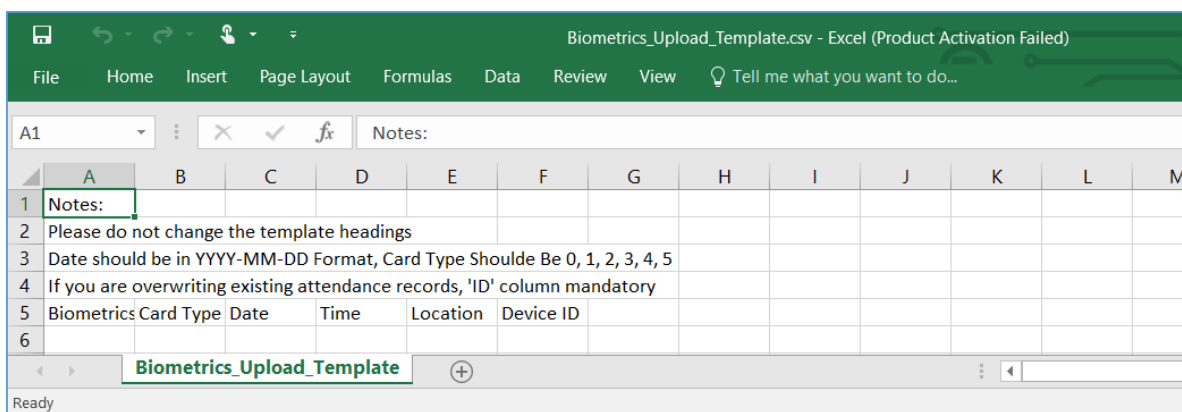 Biometrics_Upload_Template.csv - Excel (Product Activation Failed)
File Home Insert Page Layout Formulas Data Review View Tell me what you want to do...
A1 fx Notes:
A B C D E F G H I J K L M
1 Notes:
2 Please do not change the template headings
3 Date should be in YYYY-MM-DD Format, Card Type Shoulde Be 0, 1, 2, 3, 4, 5
4 If you are overwriting existing attendance records, 'ID' column mandatory
5 Biometrics Card Type Date Time Location Device ID
6
Biometrics_Upload_Template
Ready